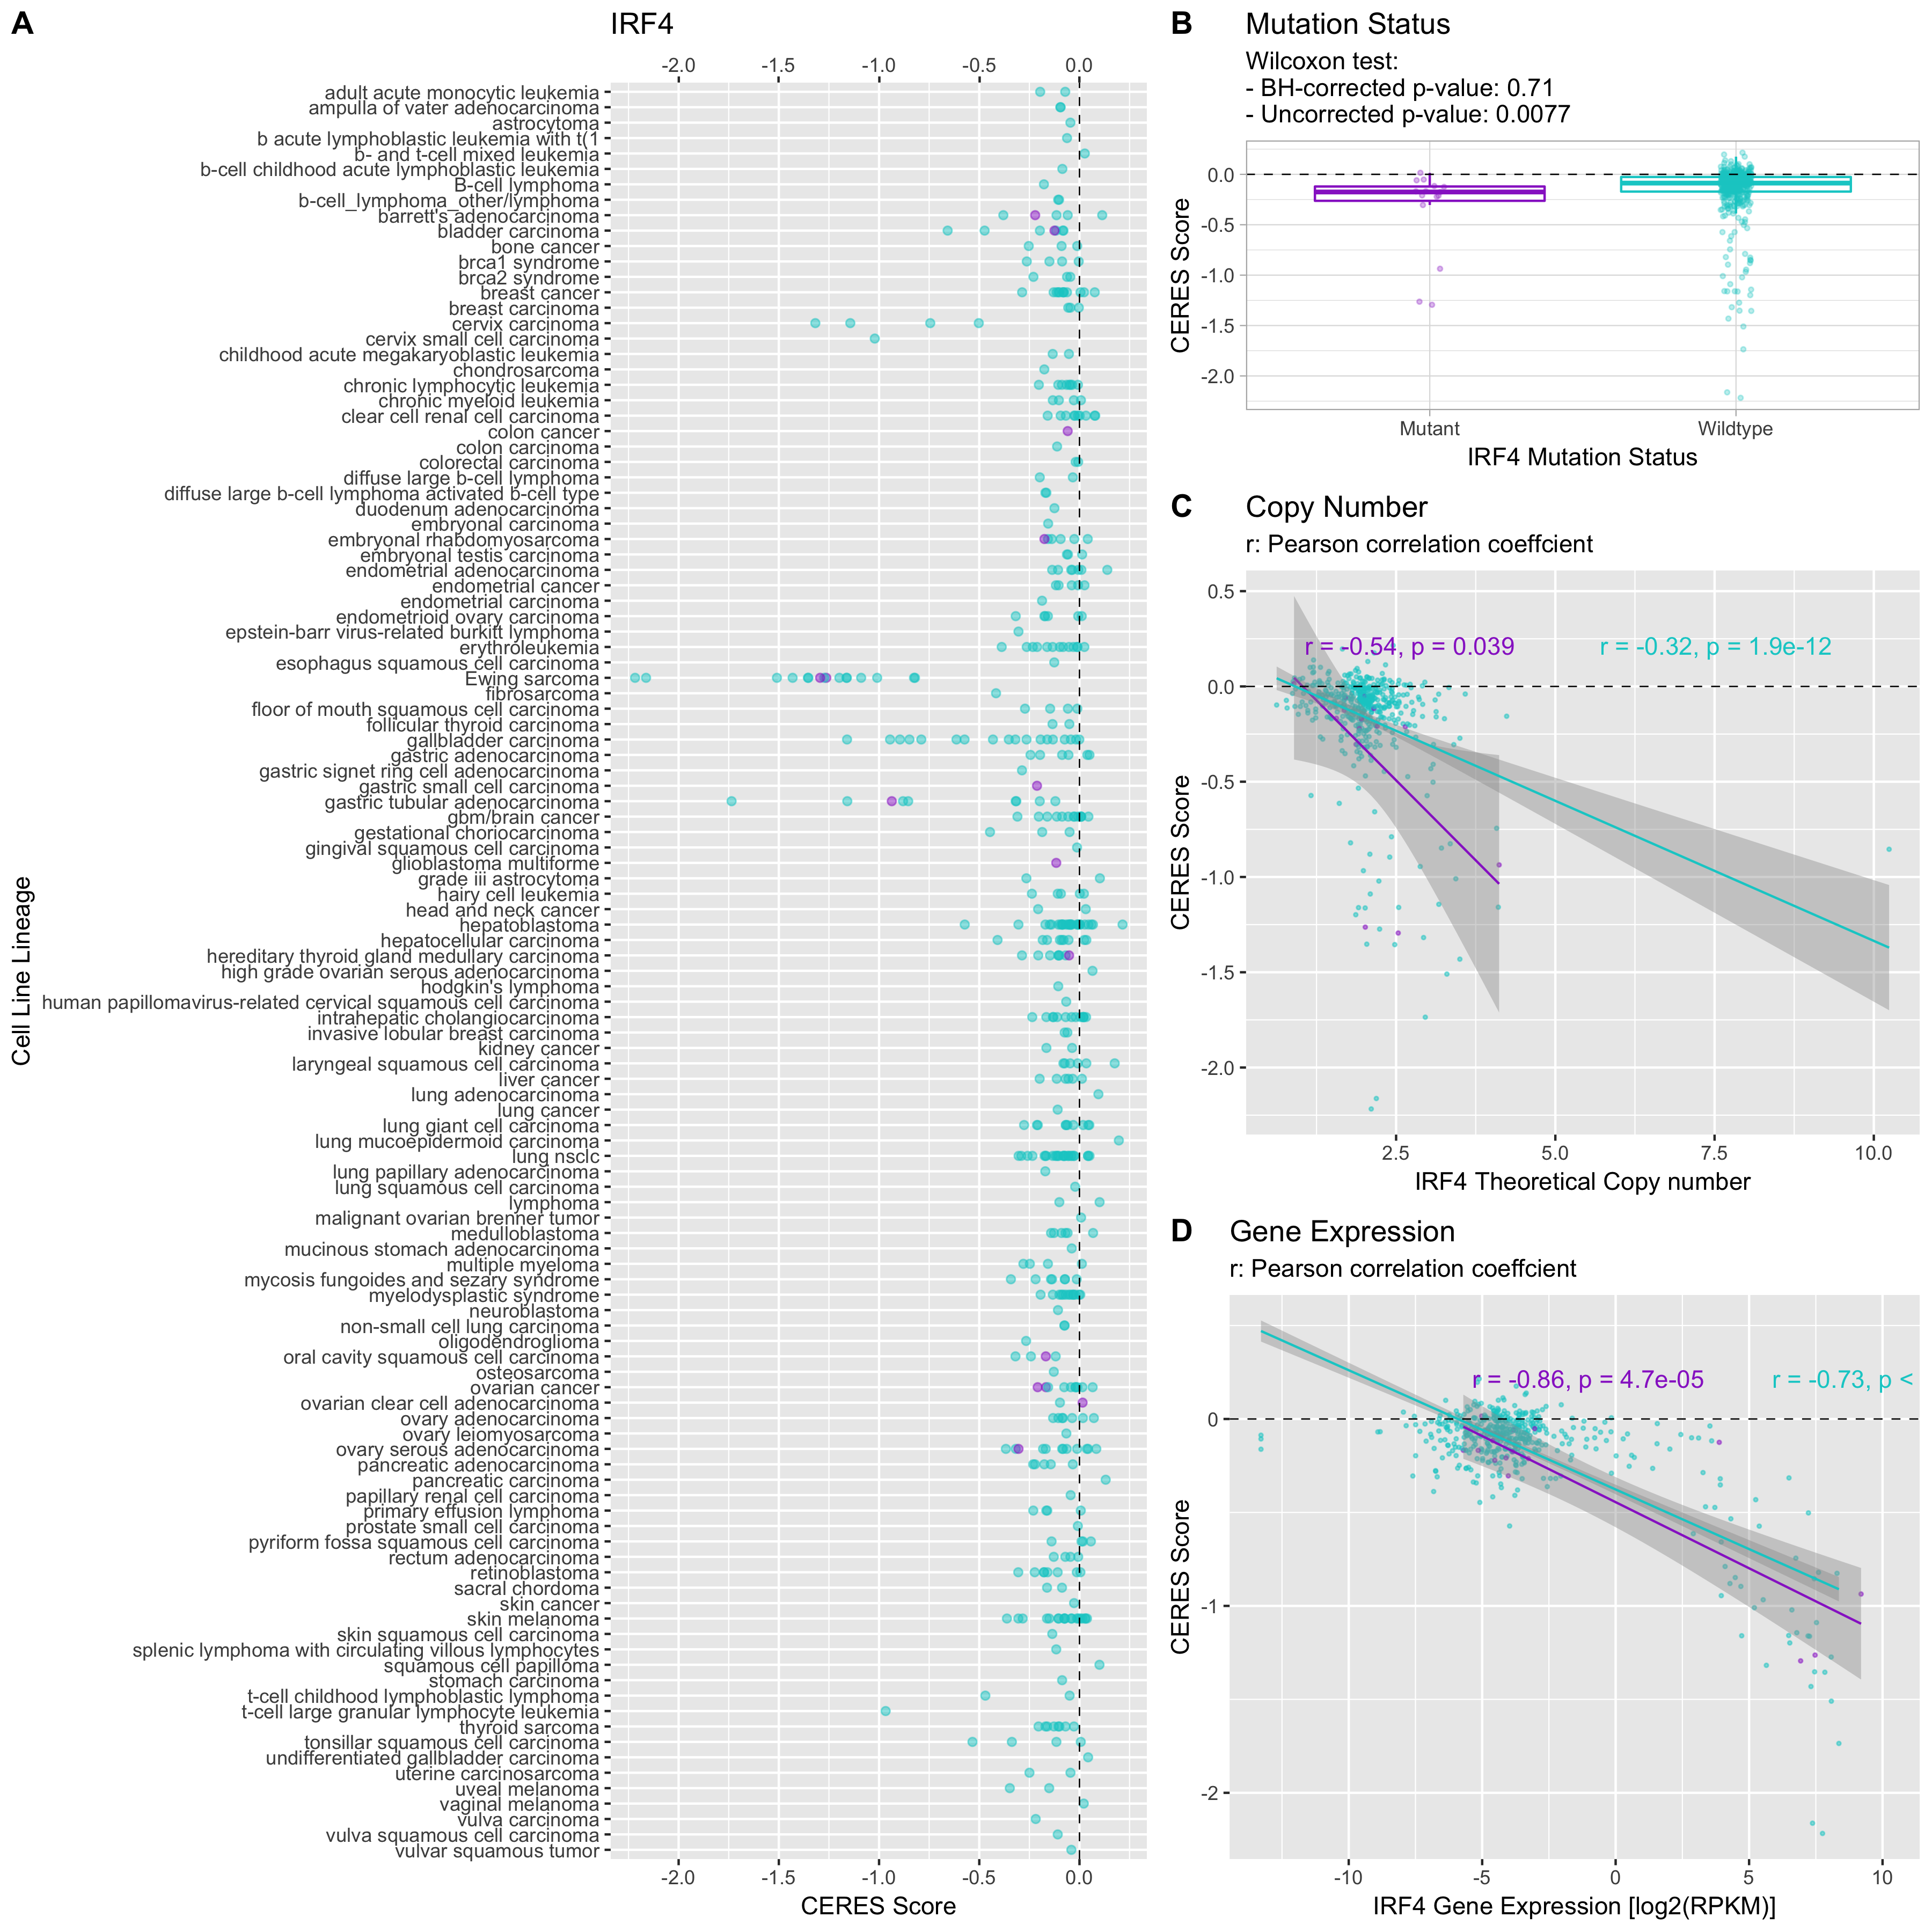 A
IRF4
-2.0 -1.5 -1.0 -0.5 0.0
adult acute monocytic leukemia
ampulla of vater adenocarcinoma
astrocytoma
b acute lymphoblastic leukemia with t(1
b- and t-cell mixed leukemia
b-cell childhood acute lymphoblastic leukemia
B-cell lymphoma
b-cell_lymphoma_other/lymphoma
barrett's adenocarcinoma
bladder carcinoma
bone cancer
brca1 syndrome
brca2 syndrome
breast cancer
breast carcinoma
cervix carcinoma
cervix small cell carcinoma
childhood acute megakaryoblastic leukemia
chondrosarcoma
chronic lymphocytic leukemia
chronic myeloid leukemia
clear cell renal cell carcinoma
colon cancer
colon carcinoma
colorectal carcinoma
diffuse large b-cell lymphoma
diffuse large b-cell lymphoma activated b-cell type
duodenum adenocarcinoma
embryonal carcinoma
embryonal rhabdomyosarcoma
embryonal testis carcinoma
endometrial adenocarcinoma
endometrial cancer
endometrial carcinoma
endometrioid ovary carcinoma
epstein-barr virus-related burkitt lymphoma
erythroleukemia
esophagus squamous cell carcinoma
Ewing sarcoma
fibrosarcoma
floor of mouth squamous cell carcinoma
follicular thyroid carcinoma
gallbladder carcinoma
gastric adenocarcinoma
gastric signet ring cell adenocarcinoma
gastric small cell carcinoma
gastric tubular adenocarcinoma
gbm/brain cancer
gestational choriocarcinoma
gingival squamous cell carcinoma
glioblastoma multiforme
grade iii astrocytoma
hairy cell leukemia
head and neck cancer
hepatoblastoma
hepatocellular carcinoma
hereditary thyroid gland medullary carcinoma
high grade ovarian serous adenocarcinoma
hodgkin's lymphoma
human papillomavirus-related cervical squamous cell carcinoma
intrahepatic cholangiocarcinoma
invasive lobular breast carcinoma
kidney cancer
laryngeal squamous cell carcinoma
liver cancer
lung adenocarcinoma
lung cancer
lung giant cell carcinoma
lung mucoepidermoid carcinoma
lung nsclc
lung papillary adenocarcinoma
lung squamous cell carcinoma
lymphoma
malignant ovarian brenner tumor
medulloblastoma
mucinous stomach adenocarcinoma
multiple myeloma
mycosis fungoides and sezary syndrome
myelodysplastic syndrome
neuroblastoma
non-small cell lung carcinoma
oligodendroglioma
oral cavity squamous cell carcinoma
osteosarcoma
ovarian cancer
ovarian clear cell adenocarcinoma
ovary adenocarcinoma
ovary leiomyosarcoma
ovary serous adenocarcinoma
pancreatic adenocarcinoma
pancreatic carcinoma
papillary renal cell carcinoma
primary effusion lymphoma
prostate small cell carcinoma
pyriform fossa squamous cell carcinoma
rectum adenocarcinoma
retinoblastoma
sacral chordoma
skin cancer
skin melanoma
skin squamous cell carcinoma
splenic lymphoma with circulating villous lymphocytes
squamous cell papilloma
stomach carcinoma
t-cell childhood lymphoblastic lymphoma
t-cell large granular lymphocyte leukemia
thyroid sarcoma
tonsillar squamous cell carcinoma
undifferentiated gallbladder carcinoma
uterine carcinosarcoma
uveal melanoma
vaginal melanoma
vulva carcinoma
vulva squamous cell carcinoma
vulvar squamous tumor
-2.0 -1.5 -1.0 -0.5 0.0
CERES Score
Cell Line Lineage
B
Mutation Status
Wilcoxon test:
- BH-corrected p-value: 0.71
- Uncorrected p-value: 0.0077
0.0
-0.5
-1.0
-1.5
-2.0
CERES Score
Mutant Wildtype
IRF4 Mutation Status
C
Copy Number
r: Pearson correlation coeffcient
r = -0.54, p = 0.039 r = -0.32, p = 1.9e-12
0.5
0.0
-0.5
-1.0
-1.5
-2.0
CERES Score
2.5 5.0 7.5 10.0
IRF4 Theoretical Copy number
D
Gene Expression
r: Pearson correlation coeffcient
r = -0.86, p = 4.7e-05 r = -0.73, p <
0
-1
-2
CERES Score
-10 -5 0 5 10
IRF4 Gene Expression [log2(RPKM)]